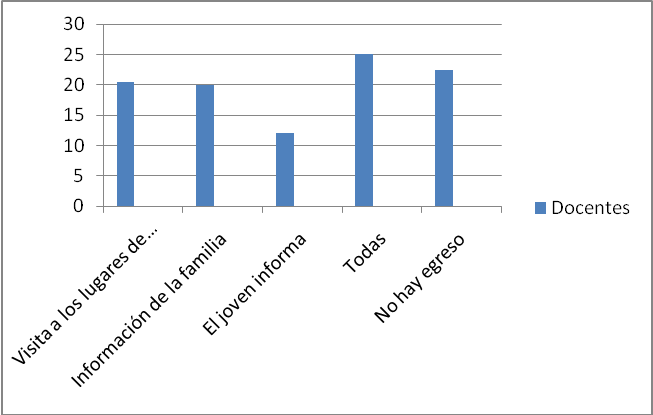 30
25
20
15
10
5
0
Visita a los lugares de...
Información de la familia
El joven informa
Todas
No hay egreso
Docentes